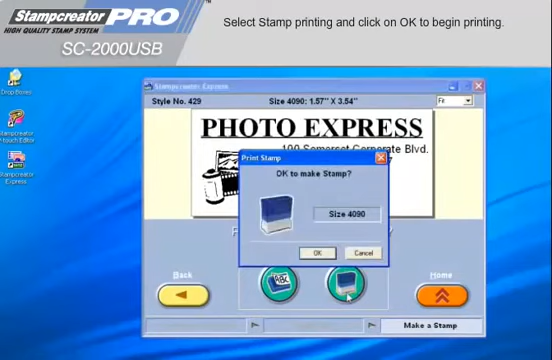 Stampcreator PRO
HIGH QUALITY STAMP SYSTEM
SC-2000USB
Select Stamp printing and click on OK to begin printing.
Drop Boxes
Stampcreator
P-touch Editor
Stampcreator
Express
Stampcreator Express
Style No. 429
Size 4090: 1.57" X 3.54"
Fit
PHOTO EXPRESS
100 Somerset Corporate Blvd.
7
Print Stamp
OK to make Stamp?
Size 4090
OK
Cancel
Back
ABC
Home
Make a Stamp